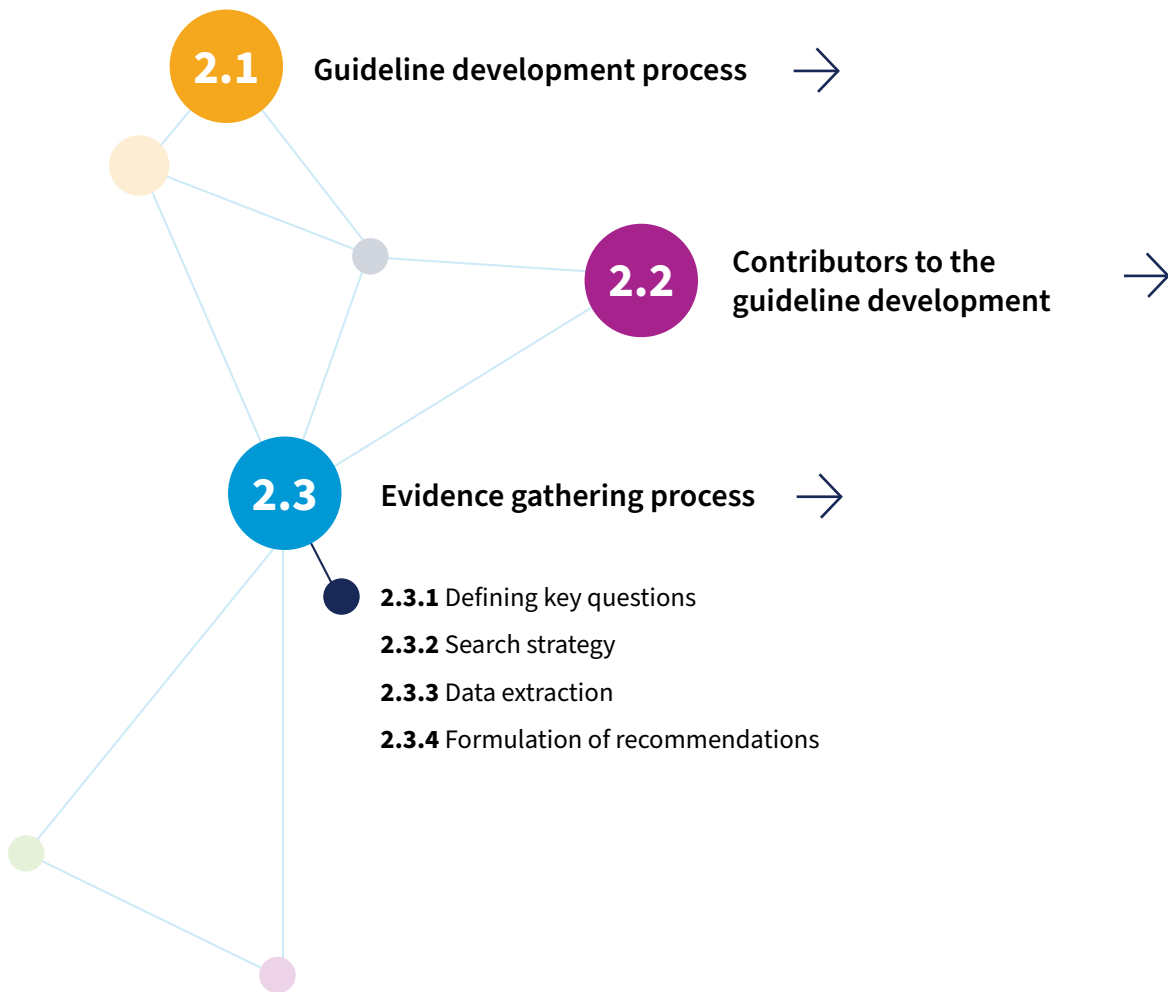 2.1 Guideline development process
2.2 Contributors to the
guideline development
2.3 Evidence gathering process
2.3.1 Defining key questions
2.3.2 Search strategy
2.3.3 Data extraction
2.3.4 Formulation of recommendations